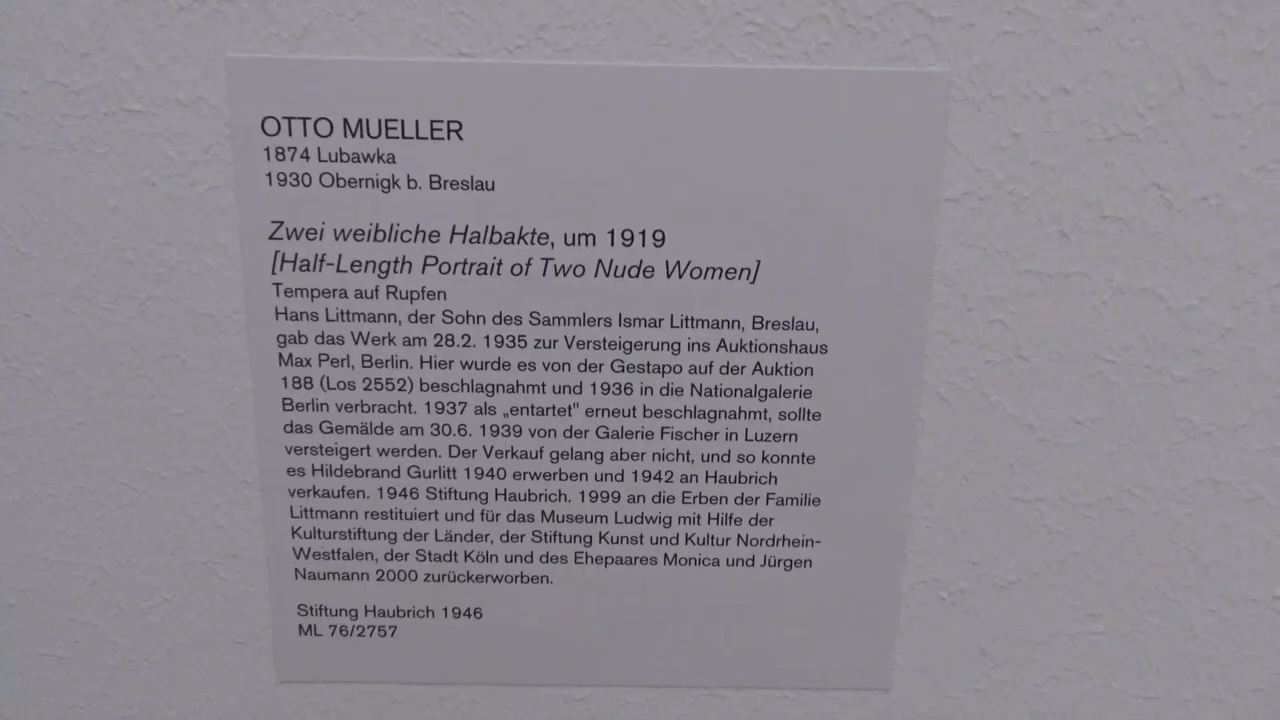 OTTO MUELLER
1874 Lubawka
1930 Obernigk b. Breslau
Zwei weibliche Halbakte, um 1919
[Half-Length Portrait of Two Nude Women]
Tempera auf Rupfen
Hans Littmann, der Sohn des Sammlers Ismar Littmann, Breslau,
gab das Werk am 28.2. 1935 zur Versteigerung ins Auktionshaus
Max Perl, Berlin. Hier wurde es von der Gestapo auf der Auktion
188 (Los 2552) beschlagnahmt und 1936 in die Nationalgalerie
Berlin verbracht. 1937 als „entartet" erneut beschlagnahmt, sollte
das Gemälde am 30.6. 1939 von der Galerie Fischer in Luzern
versteigert werden. Der Verkauf gelang aber nicht, und so konnte
es Hildebrand Gurlitt 1940 erwerben und 1942 an Haubrich
verkaufen. 1946 Stiftung Haubrich. 1999 an die Erben der Familie
Littmann restituiert und für das Museum Ludwig mit Hilfe der
Kulturstiftung der Länder, der Stiftung Kunst und Kultur Nordrhein-
Westfalen, der Stadt Köln und des Ehepaares Monica und Jürgen
Naumann 2000 zurückerworben.
Stiftung Haubrich 1946
ML 76/2757